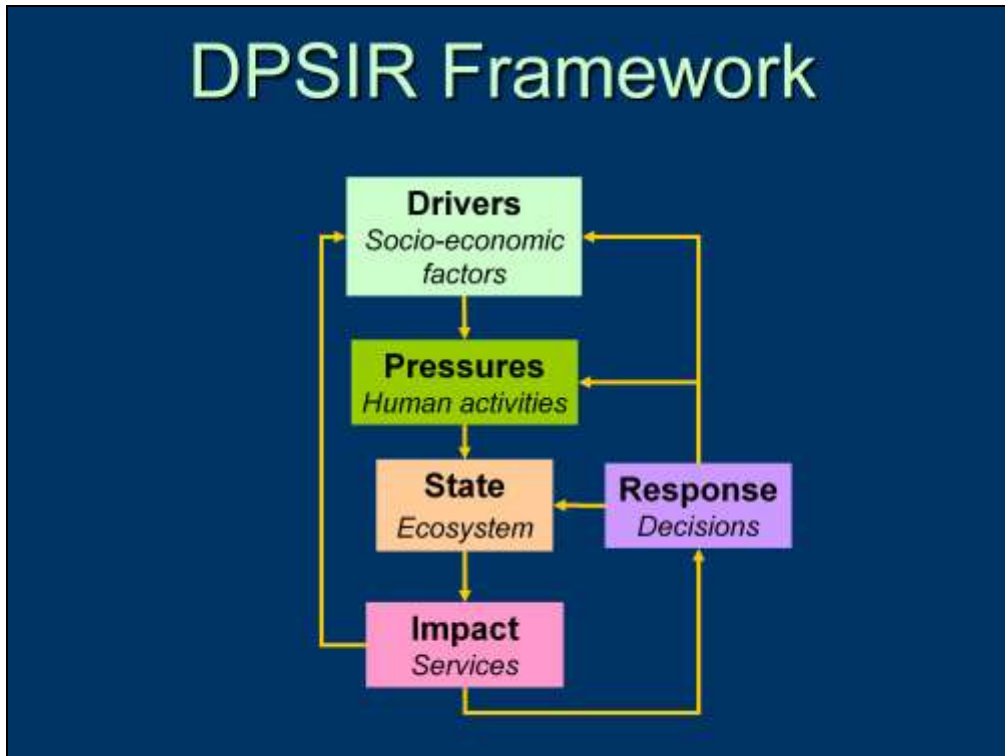 DPSIR Framework
Drivers
Socio-economic
factors
Pressures
Human activities
State
Ecosystem
Response
Decisions
Impact
Services